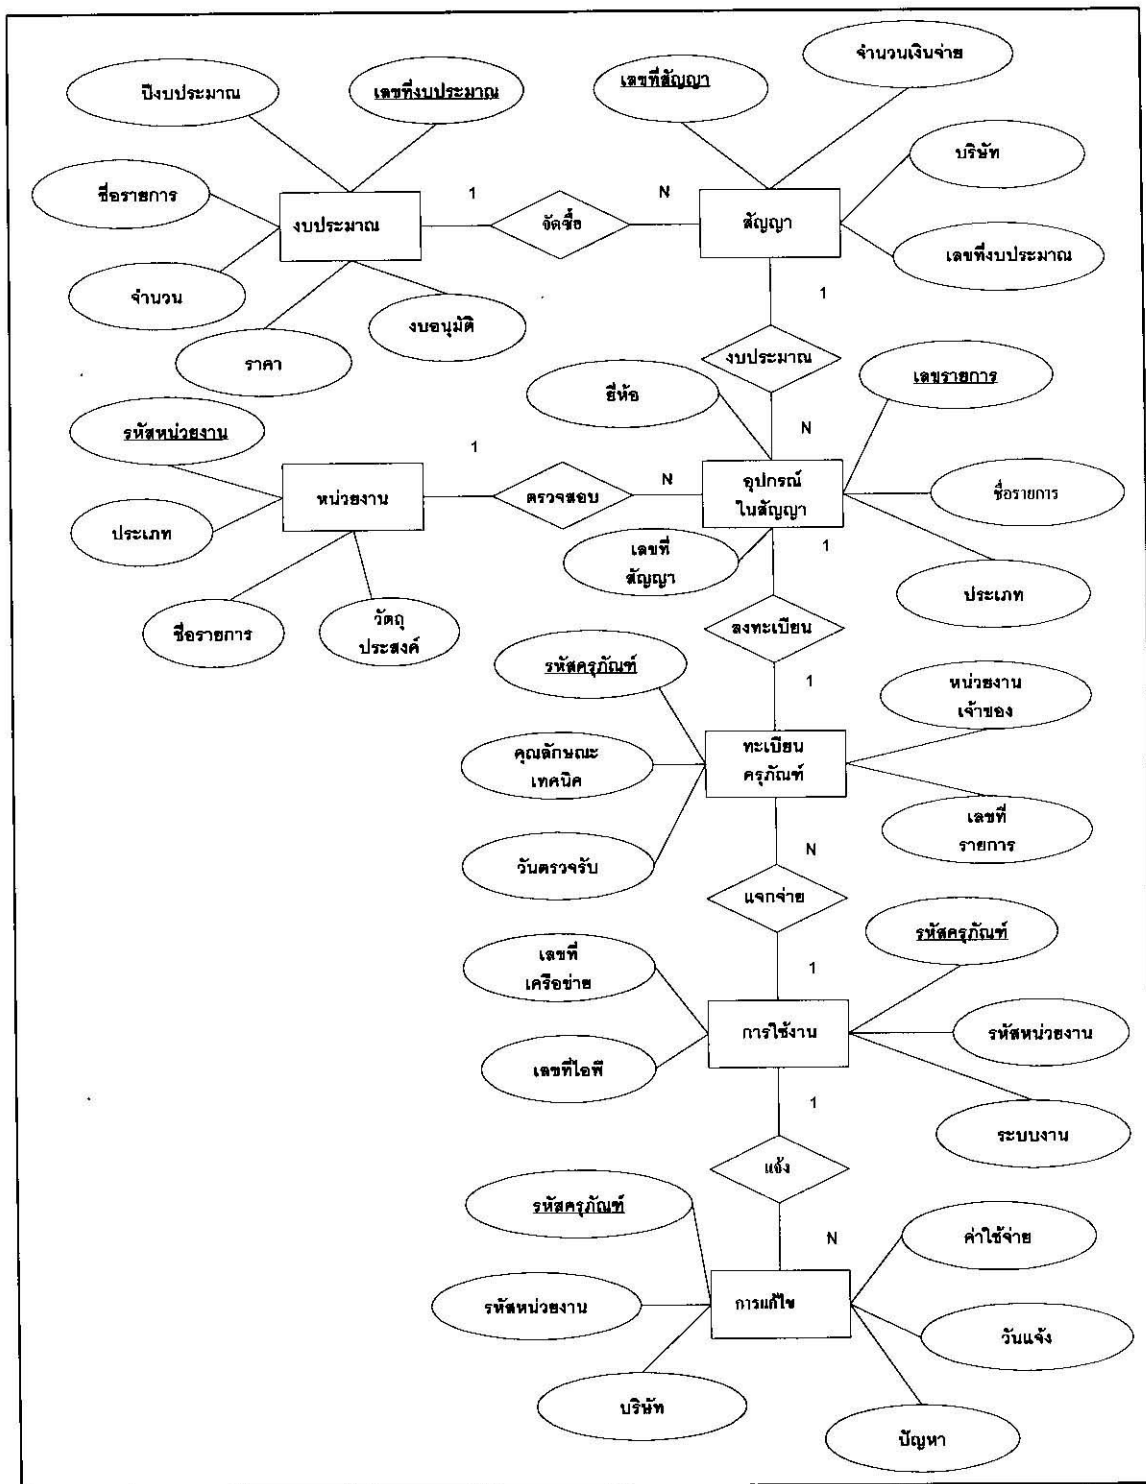 จำนวนเงินจ่าย
เลขที่สัญญา
ปีงบประมาณ
เลขที่งบประมาณ
บริษัท
ชื่อรายการ
1
N
งบประมาณ
จัดซื้อ
สัญญา
เลขที่งบประมาณ
จำนวน
1
งบอนุมัติ
ราคา
งบประมาณ
เลขรายการ
ยี่ห้อ
รหัสหน่วยงาน
N
1
N
หน่วยงาน
ตรวจสอบ
อุปกรณ์
ในสัญญา
ชื่อรายการ
ประเภท
1
เลขที่
สัญญา
ประเภท
ชื่อรายการ
วัตถุ
ประสงค์
ลงทะเบียน
รหัสครุภัณฑ์
1
หน่วยงาน
เจ้าของ
คุณลักษณะ
เทคนิค
ทะเบียน
ครุภัณฑ์
เลขที่
รายการ
วันตรวจรับ
N
แจกจ่าย
รหัสครุภัณฑ์
เลขที่
เครือข่าย
1
การใช้งาน
รหัสหน่วยงาน
เลขที่ไอพี
1
ระบบงาน
แจ้ง
รหัสครุภัณฑ์
N
ค่าใช้จ่าย
รหัสหน่วยงาน
การแก้ไข
วันแจ้ง
บริษัท
ปัญหา